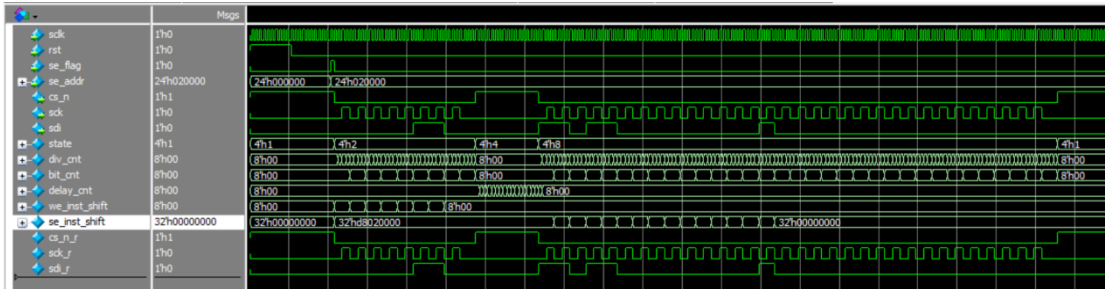 Msgs
sclk 1'h0
rst 1'h0
se_flag 1'h0
se_addr 24'h020000 24'h000000 24'h020000
cs_n 1'h1
sck 1'h0
sdi 1'h0
state 4'h1 4'h1 4'h2 4'h4 4'h8 4'h1
div_cnt 8'h00 8'h00 8'h00 8'h00
bit_cnt 8'h00 8'h00 8'h00 8'h00
delay_cnt 8'h00 8'h00 8'h00
we_inst_shift 8'h00 8'h00 8'h00
se_inst_shift 32'h00000000 32'h00000000 32'hd8020000 32'h00000000
cs_n_r 1'h1
sck_r 1'h0
sdi_r 1'h0